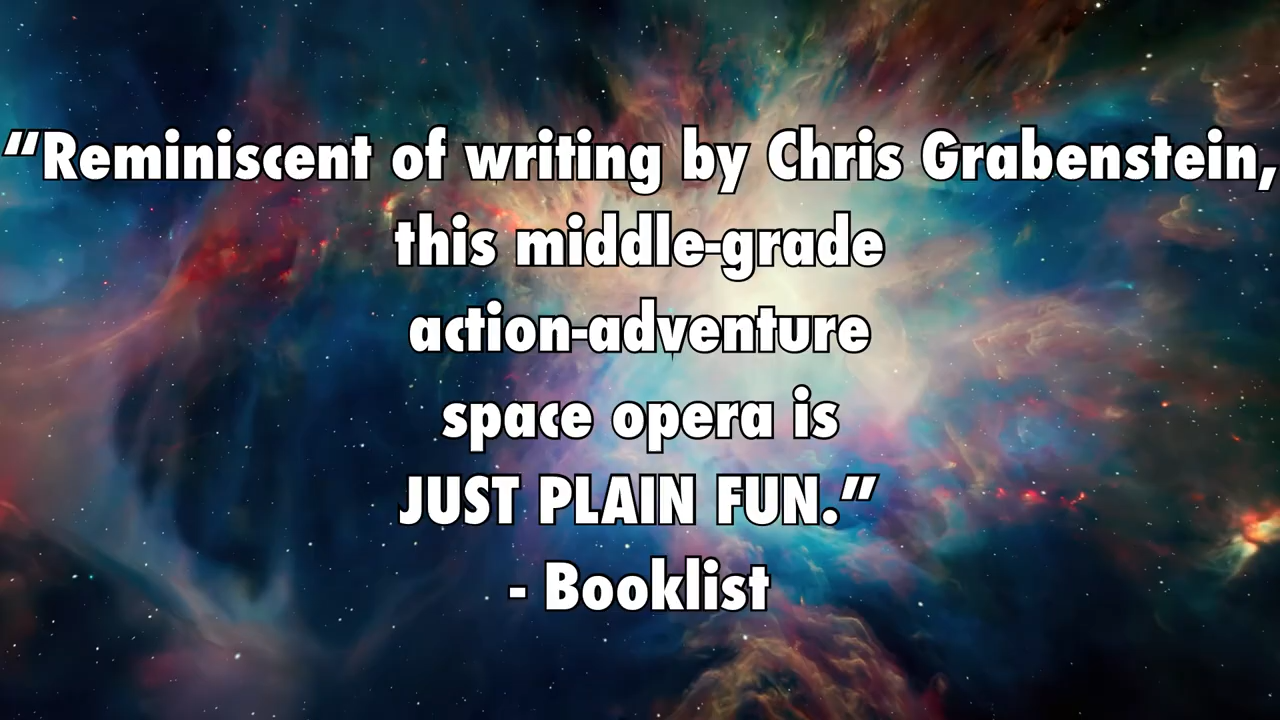 “Reminiscent of writing by Chris Grabenstein,
this middle-grade
action-adventure
space opera is
JUST PLAIN FUN.”
- Booklist